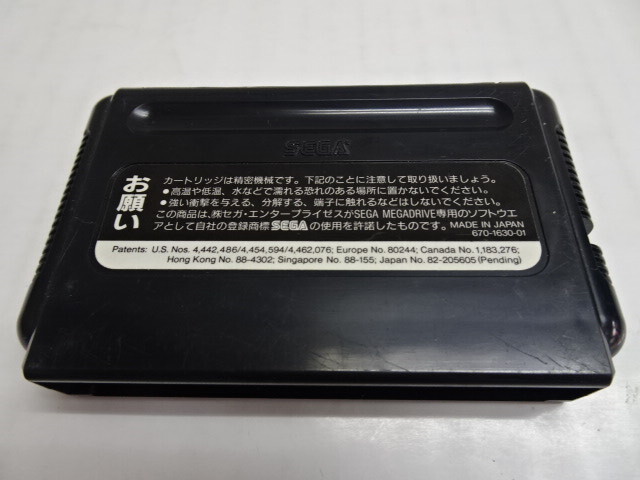 SEGA
お願い
カートリッジは精密機械です。下記のことに注意して取り扱いましょう。
●高温や低温、水などで濡れる恐れのある場所に置かないでください。
●強い衝撃を与える、分解する、端子に触れるなどはしないでください。
この商品は、㈱セガ・エンタープライゼスがSEGA MEGADRIVE専用のソフトウエ
アとして自社の登録商標SEGAの使用を許諾したものです。 MADE IN JAPAN
670-1630-01
Patents: U.S. Nos. 4,442,486/4,454,594/4,462,076; Europe No. 80244; Canada No. 1,183,276;
Hong Kong No. 88-4302; Singapore No. 88-155; Japan No. 82-205605 (Pending)